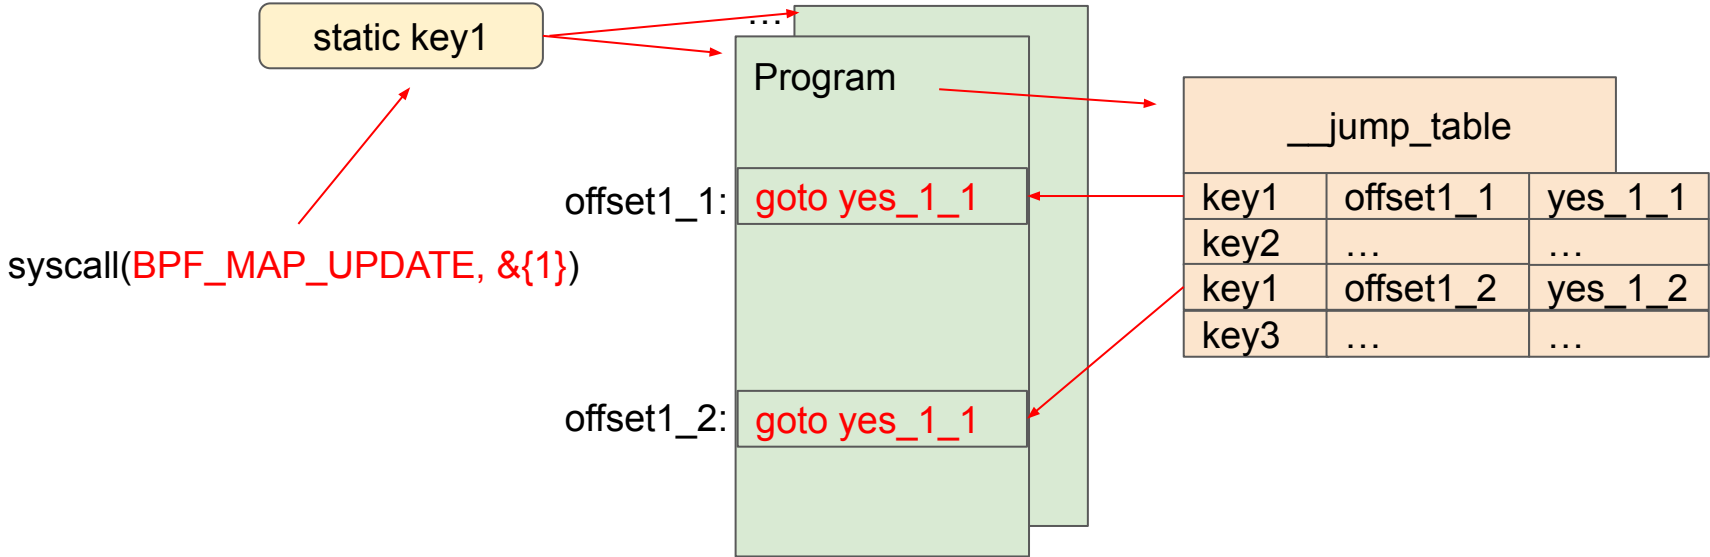 static key1
…
Program
__jump_table
offset1_1:
goto yes_1_1
key1 offset1_1 yes_1_1
key2 … …
key1 offset1_2 yes_1_2
key3 … …
syscall(BPF_MAP_UPDATE, &{1})
offset1_2:
goto yes_1_1